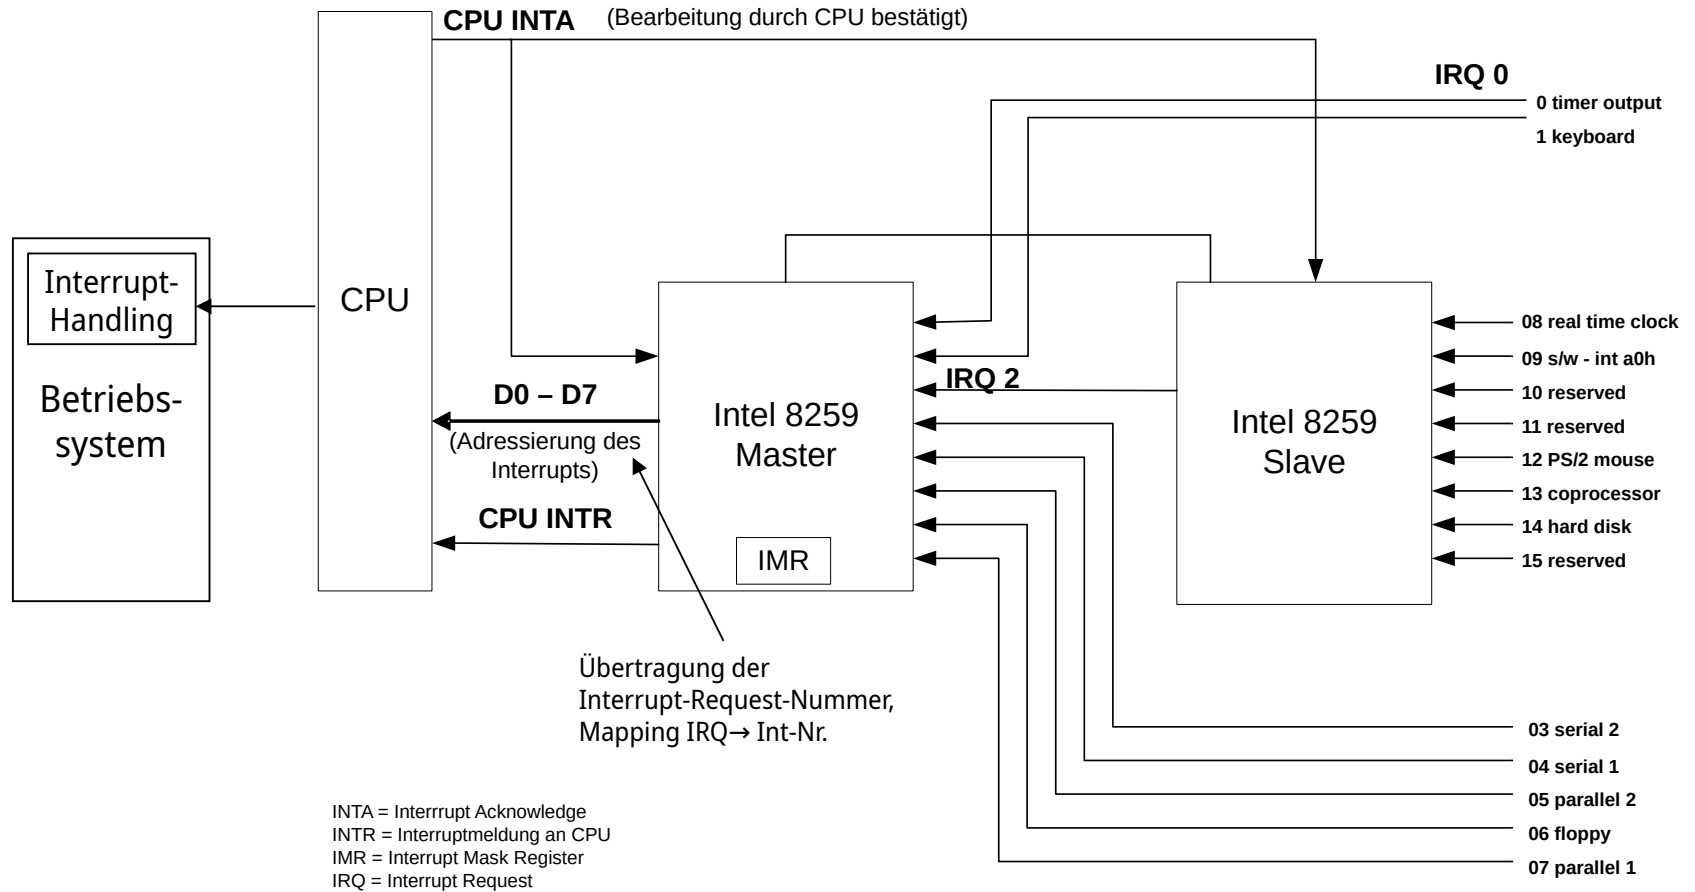 CPU INTA (Bearbeitung durch CPU bestätigt)
IRQ 0
0 timer output
1 keyboard
Interrupt-
Handling
Betriebs-
system
CPU
D0 – D7
(Adressierung des
Interrupts)
CPU INTR
Intel 8259
Master
IMR
IRQ 2
Intel 8259
Slave
08 real time clock
09 s/w - int a0h
10 reserved
11 reserved
12 PS/2 mouse
13 coprocessor
14 hard disk
15 reserved
Übertragung der
Interrupt-Request-Nummer,
Mapping IRQ→ Int-Nr.
03 serial 2
04 serial 1
05 parallel 2
06 floppy
07 parallel 1
INTA = Interrrupt Acknowledge
INTR = Interruptmeldung an CPU
IMR = Interrupt Mask Register
IRQ = Interrupt Request